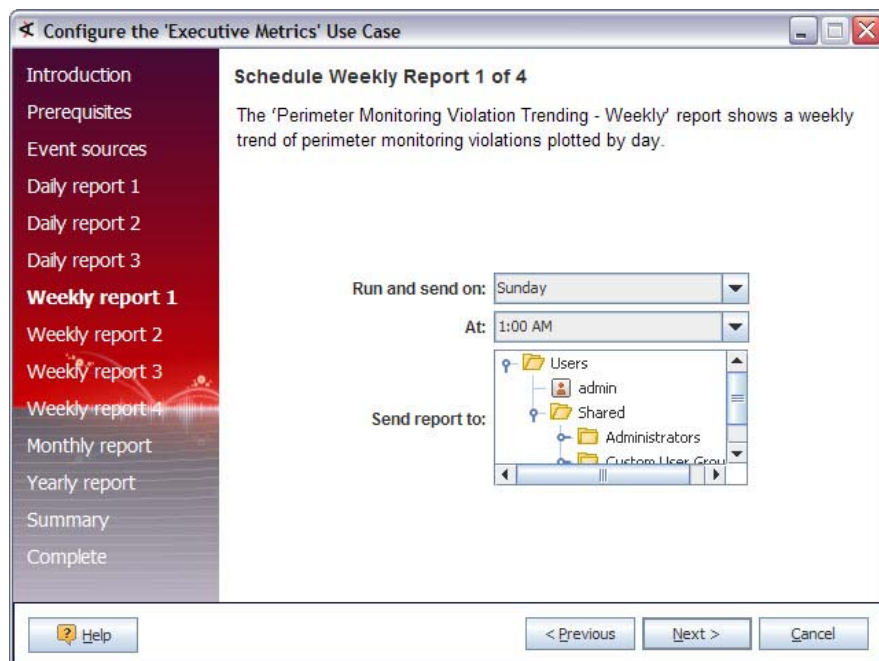 Configure the 'Executive Metrics' Use Case
Introduction
Prerequisites
Event sources
Daily report 1
Daily report 2
Daily report 3
Weekly report 1
Weekly report 2
Weekly report 3
Weekly report 4
Monthly report
Yearly report
Summary
Complete
Schedule Weekly Report 1 of 4
The 'Perimeter Monitoring Violation Trending - Weekly' report shows a weekly
trend of perimeter monitoring violations plotted by day.
Run and send on: Sunday
At: 1:00 AM
Send report to:
Users
admin
Shared
Administrators
Custom User Grou
Help
< Previous
Next >
Cancel